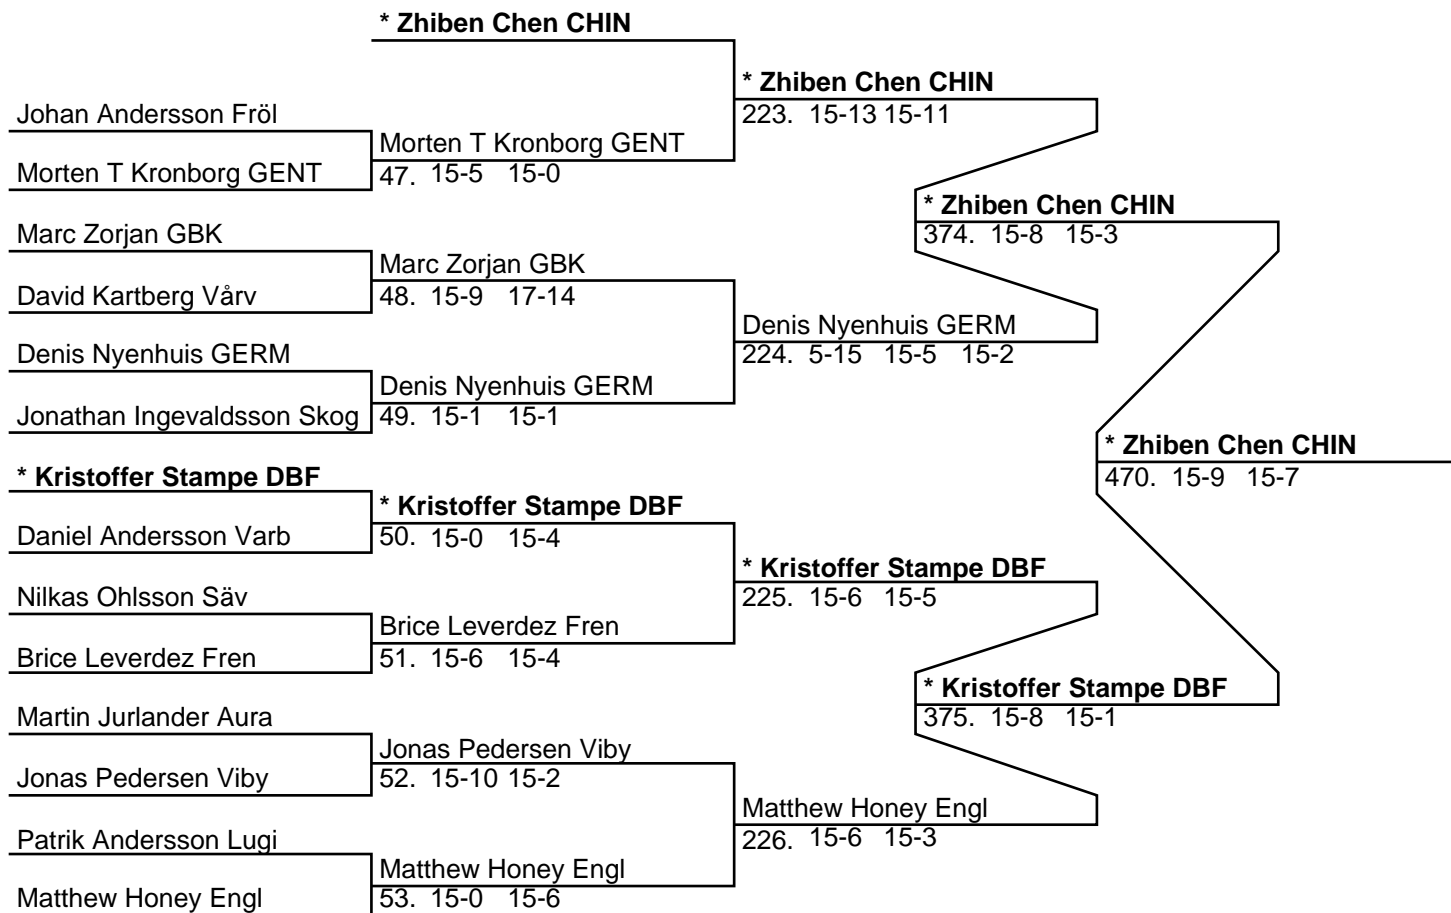 * Zhiben Chen CHIN
* Zhiben Chen CHIN
Johan Andersson Fröl
223. 15-13 15-11
Morten T Kronborg GENT
Morten T Kronborg GENT
47. 15-5 15-0
* Zhiben Chen CHIN
Marc Zorjan GBK
374. 15-8 15-3
Marc Zorjan GBK
David Kartberg Vårv
48. 15-9 17-14
Denis Nyenhuis GERM
Denis Nyenhuis GERM
224. 5-15 15-5 15-2
Denis Nyenhuis GERM
Jonathan Ingevaldsson Skog
49. 15-1 15-1
* Zhiben Chen CHIN
470. 15-9 15-7
* Kristoffer Stampe DBF
* Kristoffer Stampe DBF
Daniel Andersson Varb
50. 15-0 15-4
* Kristoffer Stampe DBF
Nilkas Ohlsson Säv
225. 15-6 15-5
Brice Leverdez Fren
Brice Leverdez Fren
51. 15-6 15-4
* Kristoffer Stampe DBF
Martin Jurlander Aura
375. 15-8 15-1
Jonas Pedersen Viby
Jonas Pedersen Viby
52. 15-10 15-2
Matthew Honey Engl
Patrik Andersson Lugi
226. 15-6 15-3
Matthew Honey Engl
Matthew Honey Engl
53. 15-0 15-6